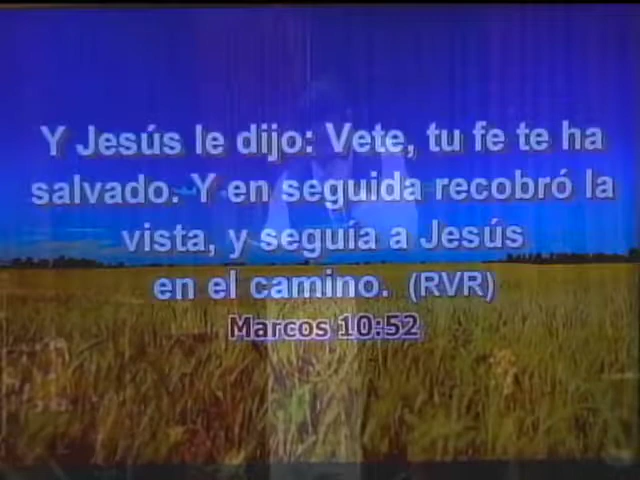 Y Jesús le dijo: Vete, tu fe te ha
salvado. Y en seguida recobró la
vista, y seguía a Jesús
en el camino. (RVR)
Marcos 10:52